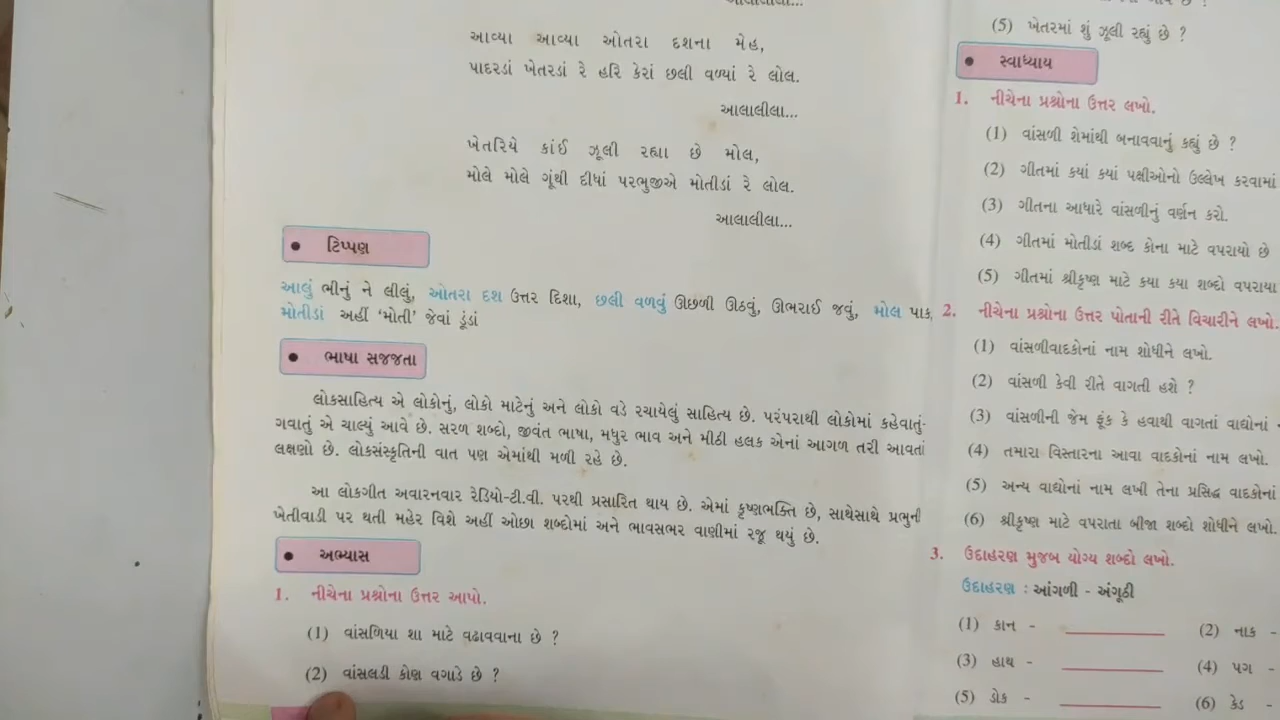 આલાલીલા...
આવ્યા આવ્યા ઓતરા દશના મેહ,
પાદરડાં ખેતરડાં રે હરિ કેરાં છલી વળ્યાં રે લોલ.
આલાલીલા...
ખેતરિયે કાંઈ ઝૂલી રહ્યા છે મોલ,
મોલે મોલે ગૂંથી દીધાં પરભુજીએ મોતીડાં રે લોલ.
આલાલીલા...
• ટિપ્પણ
આલું ભીનું ને લીલું, ઓતરા દશ ઉત્તર દિશા, છલી વળવું ઊછળી ઊઠવું, ઊભરાઈ જવું, મોલ પાક,
મોતીડાં અહીં ‘મોતી’ જેવાં ડૂંડાં
• ભાષા સજ્જતા
લોકસાહિત્ય એ લોકોનું, લોકો માટેનું અને લોકો વડે રચાયેલું સાહિત્ય છે. પરંપરાથી લોકોમાં કહેવાતું-
ગવાતું એ ચાલ્યું આવે છે. સરળ શબ્દો, જીવંત ભાષા, મધુર ભાવ અને મીઠી હલક એનાં આગળ તરી આવતાં
લક્ષણો છે. લોકસંસ્કૃતિની વાત પણ એમાંથી મળી રહે છે.
આ લોકગીત અવારનવાર રેડિયો-ટી.વી. પરથી પ્રસારિત થાય છે. એમાં કૃષ્ણભક્તિ છે, સાથેસાથે પ્રભુની
ખેતીવાડી પર થતી મહેર વિશે અહીં ઓછા શબ્દોમાં અને ભાવસભર વાણીમાં રજૂ થયું છે.
• અભ્યાસ
1. નીચેના પ્રશ્નોના ઉત્તર આપો.
(1) વાંસળિયા શા માટે વઢાવવાના છે ?
(2) વાંસલડી કોણ વગાડે છે ?
(5) ખેતરમાં શું ઝૂલી રહ્યું છે ?
• સ્વાધ્યાય
1. નીચેના પ્રશ્નોના ઉત્તર લખો.
(1) વાંસળી શેમાંથી બનાવવાનું કહ્યું છે ?
(2) ગીતમાં કયાં કયાં પક્ષીઓનો ઉલ્લેખ કરવામાં
(3) ગીતના આધારે વાંસળીનું વર્ણન કરો.
(4) ગીતમાં મોતીડાં શબ્દ કોના માટે વપરાયો છે
(5) ગીતમાં શ્રીકૃષ્ણ માટે કયા કયા શબ્દો વપરાયા
2. નીચેના પ્રશ્નોના ઉત્તર પોતાની રીતે વિચારીને લખો.
(1) વાંસળીવાદકોનાં નામ શોધીને લખો.
(2) વાંસળી કેવી રીતે વાગતી હશે ?
(3) વાંસળીની જેમ ફૂંક કે હવાથી વાગતાં વાદ્યોનાં
(4) તમારા વિસ્તારના આવા વાદકોનાં નામ લખો.
(5) અન્ય વાદ્યોનાં નામ લખી તેના પ્રસિદ્ધ વાદકોનાં
(6) શ્રીકૃષ્ણ માટે વપરાતા બીજા શબ્દો શોધીને લખો.
3. ઉદાહરણ મુજબ યોગ્ય શબ્દો લખો.
ઉદાહરણ : આંગળી - અંગૂઠી
(1) કાન - (2) નાક -
(3) હાથ - (4) પગ -
(5) ડોક - (6) કેડ -